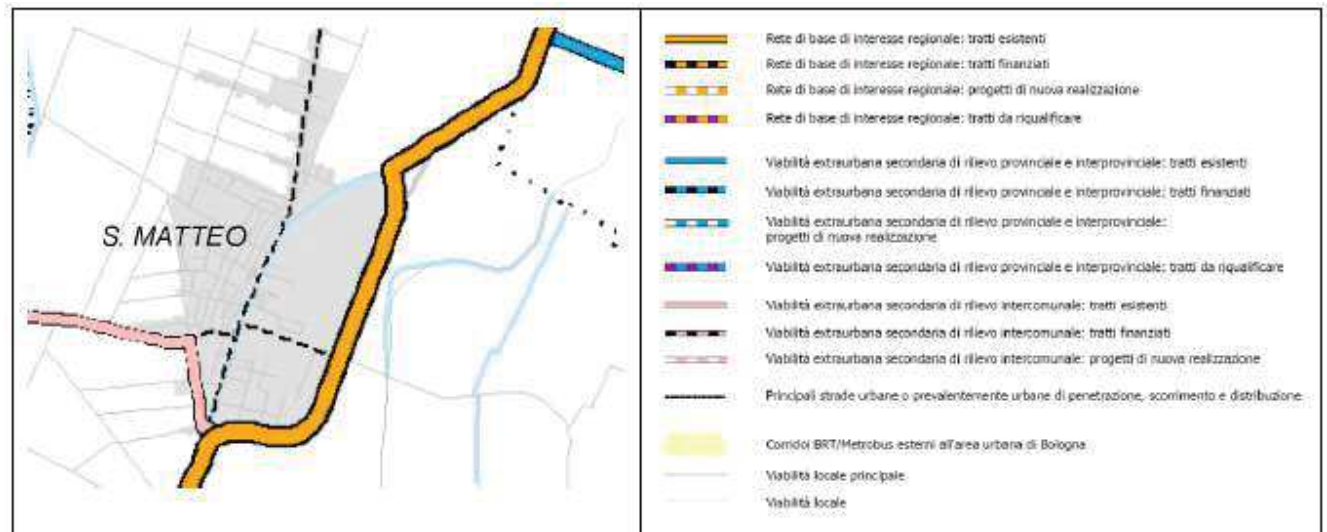 S. MATTEO
Rete di base di interesse regionale: tratti esistenti
Rete di base di interesse regionale: tratti finanziati
Rete di base di interesse regionale: progetti di nuova realizzazione
Rete di base di interesse regionale: tratti da riqualificare
Viabilità extraurbana secondaria di rilievo provinciale e interprovinciale: tratti esistenti
Viabilità extraurbana secondaria di rilievo provinciale e interprovinciale: tratti finanziati
Viabilità extraurbana secondaria di rilievo provinciale e interprovinciale:
progetti di nuova realizzazione
Viabilità extraurbana secondaria di rilievo provinciale e interprovinciale: tratti da riqualificare
Viabilità extraurbana secondaria di rilievo intercomunale: tratti esistenti
Viabilità extraurbana secondaria di rilievo intercomunale: tratti finanziati
Viabilità extraurbana secondaria di rilievo intercomunale: progetti di nuova realizzazione
Principali strade urbane o prevalentemente urbane di penetrazione, scorrimento e distribuzione
Corridoi BRT/Metrobus esterni all'area urbana di Bologna
Viabilità locale principale
Viabilità locale